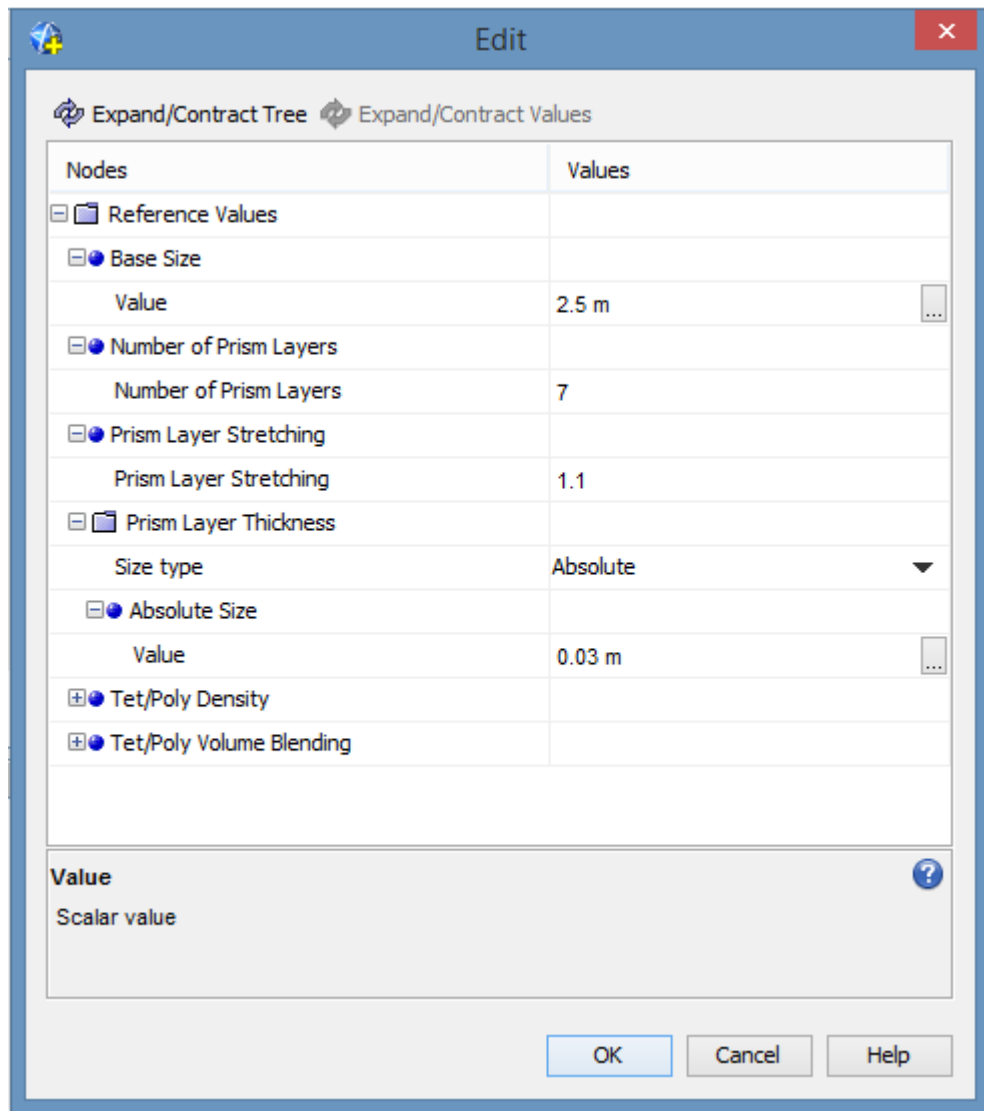 Edit
Expand/Contract Tree Expand/Contract Values
Nodes Values
Reference Values
Base Size
Value 2.5 m ...
Number of Prism Layers
Number of Prism Layers 7
Prism Layer Stretching
Prism Layer Stretching 1.1
Prism Layer Thickness
Size type Absolute
Absolute Size
Value 0.03 m ...
Tet/Poly Density
Tet/Poly Volume Blending
Value
Scalar value
OK Cancel Help